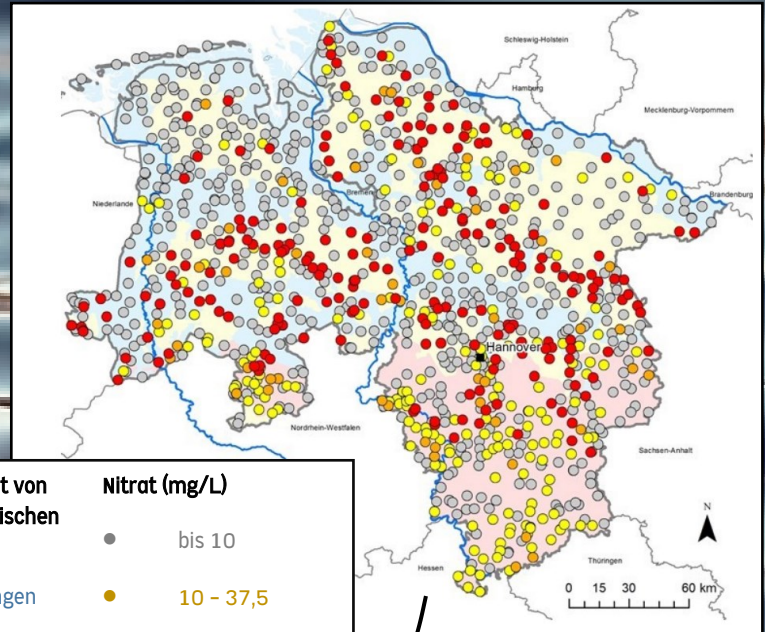 Schleswig-Holstein
Hamburg
Mecklenburg-Vorpommern
Bremen
Niederlande
Brandenburg
Hannover
Nordrhein-Westfalen
Sachsen-Anhalt
N
Hessen
Thüringen
0 15 30 60 km
t von
ischen
ngen
Nitrat (mg/L)
bis 10
10 – 37,5